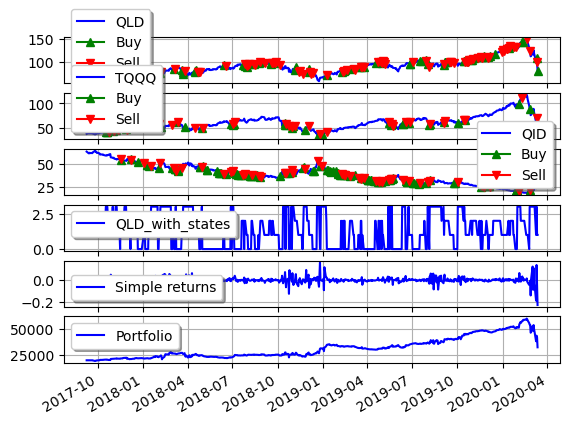 QLD
Buy
Sell
150
100
TQQQ
Buy
Sell
100
50
QID
Buy
Sell
50
25
QLD_with_states
2.5
0.0
Simple returns
0.0
−0.2
Portfolio
50000
25000
2017-10 2018-01 2018-04 2018-07 2018-10 2019-01 2019-04 2019-07 2019-10 2020-01 2020-04